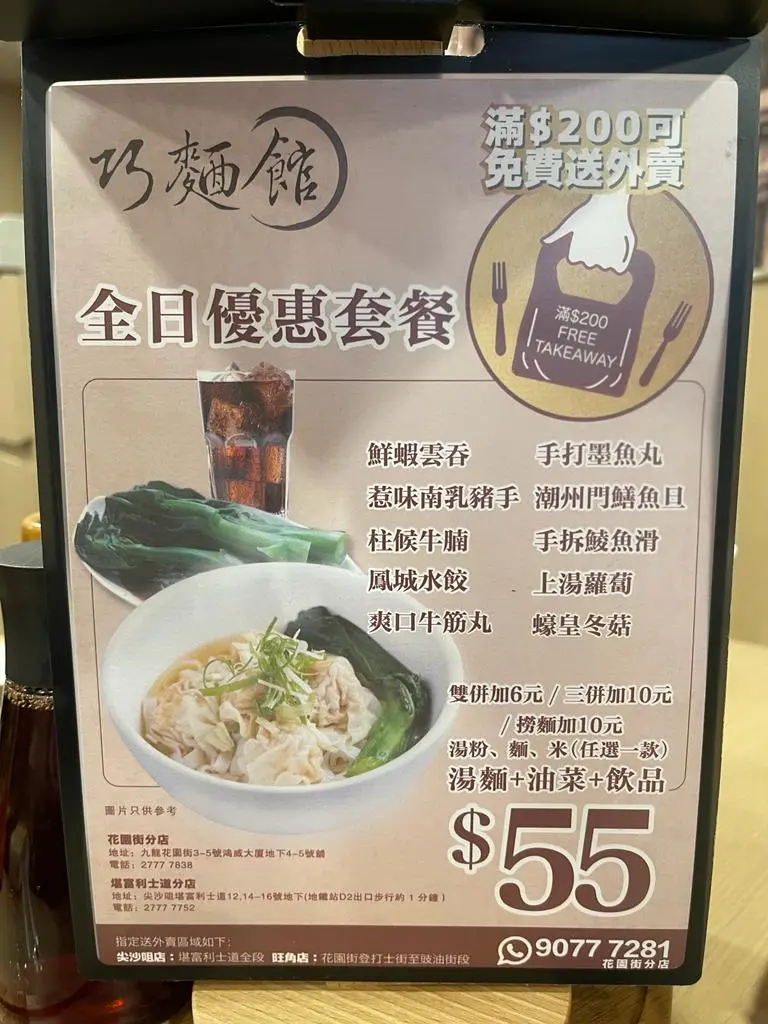 巧麵館
滿$200可
免費送外賣
滿$200
FREE
TAKEAWAY
全日優惠套餐
鮮蝦雲吞 手打墨魚丸
惹味南乳豬手 潮州門鱔魚旦
柱候牛腩 手拆鯪魚滑
鳳城水餃 上湯蘿蔔
爽口牛筋丸 蠔皇冬菇
雙併加6元 / 三併加10元
/ 撈麵加10元
湯粉、麵、米(任選一款)
湯麵+油菜+飲品
$55
圖片只供參考
花園街分店
地址：九龍花園街3-5號鴻威大廈地下4-5號舖
電話：2777 7838
堪富利士道分店
地址：尖沙咀堪富利士道12,14-16號地下(地鐵站D2出口步行約 1 分鐘)
電話：2777 7752
指定送外賣區域如下：
尖沙咀店：堪富利士道全段 旺角店：花園街登打士街至豉油街段
9077 7281
花園街分店